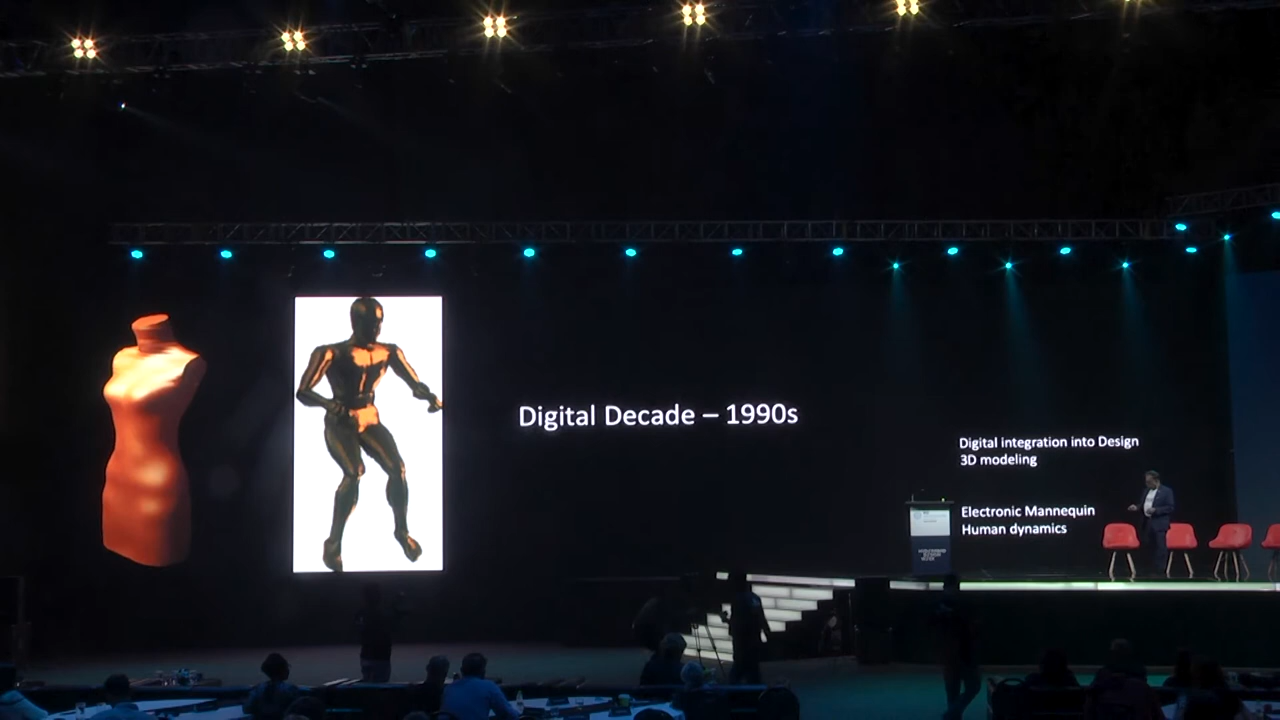 Digital Decade – 1990s
Digital integration into Design
3D modeling
Electronic Mannequin
Human dynamics